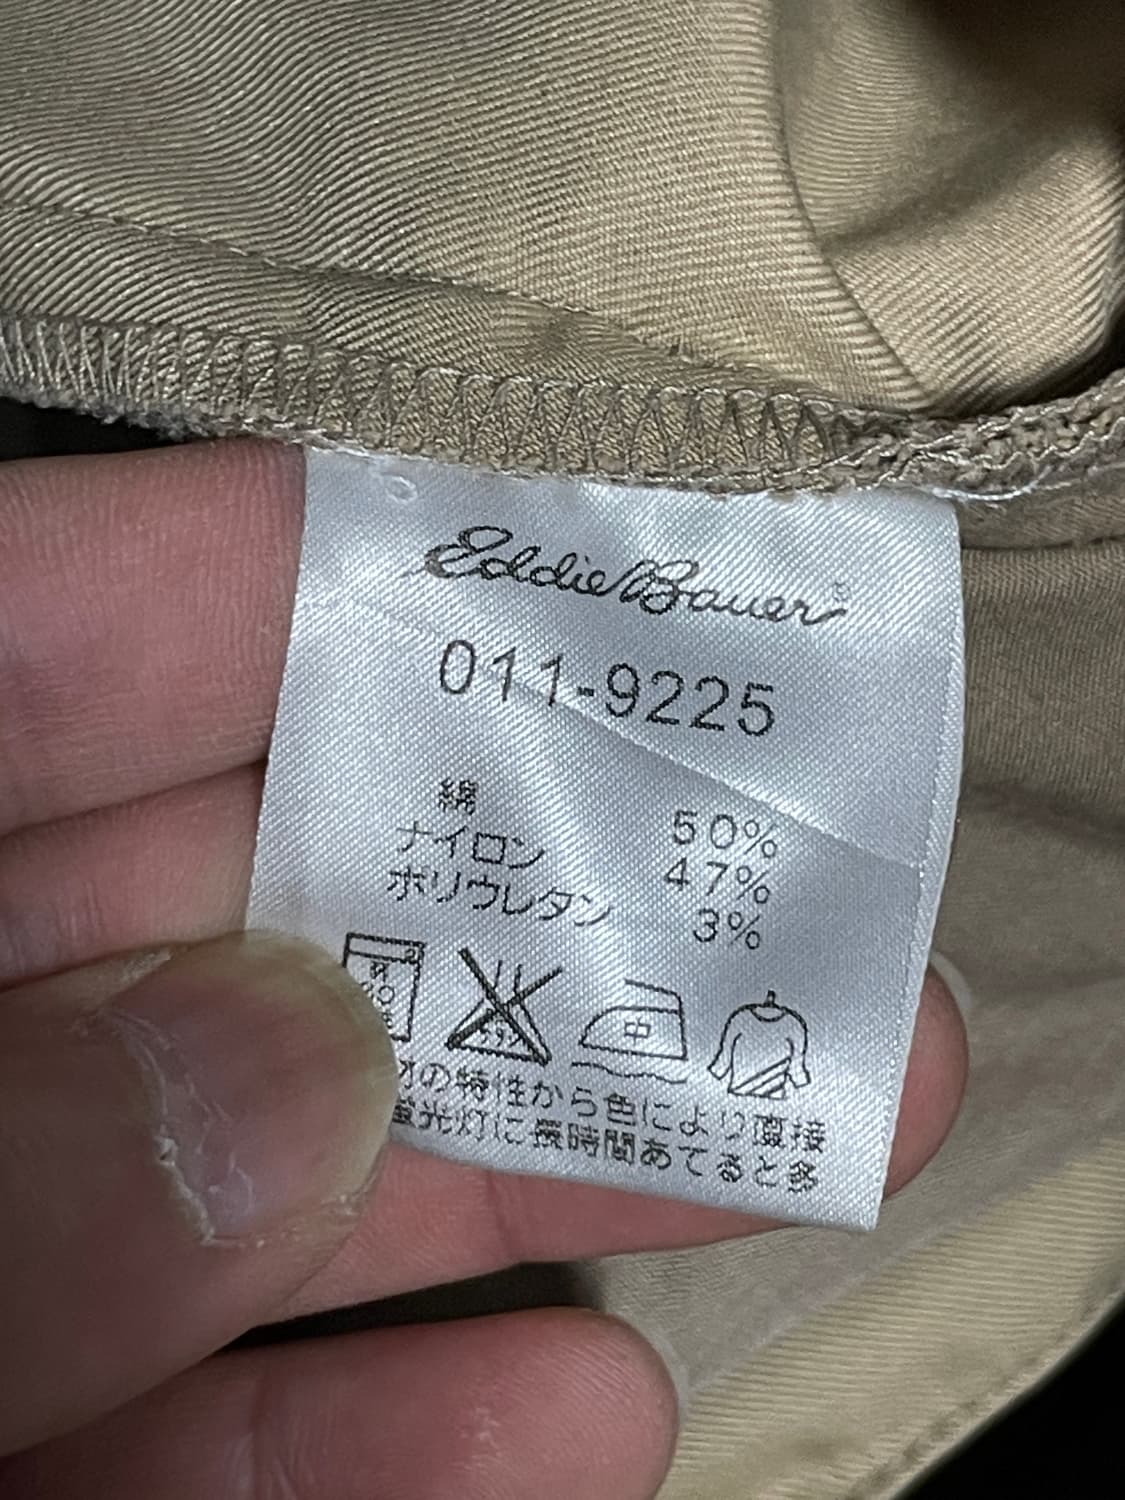 Eddie Bauer
011-9225
綿 50%
ナイロン 47%
ポリウレタン 3%
中
の特性から色により直接
蛍光灯に長時間あてると多